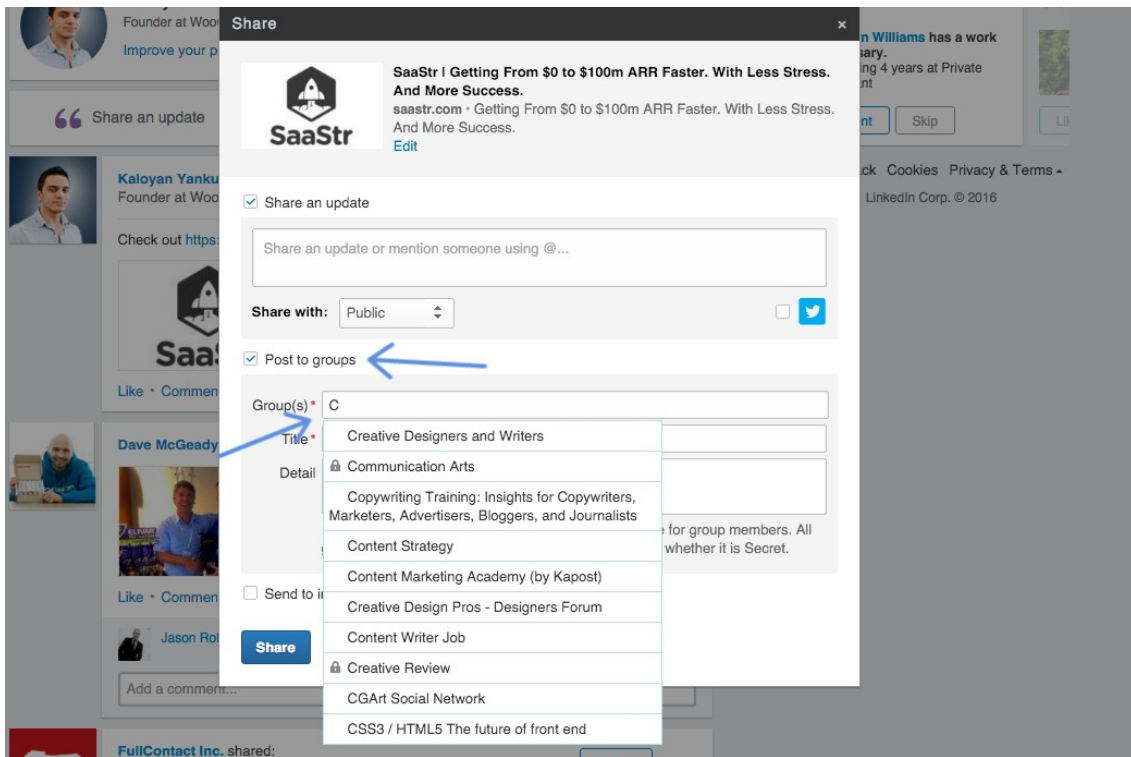 Founder at Woo
Improve your p
Share
×
n Williams has a work
sary.
ing 4 years at Private
nt
nt
Skip
Lik
SaaStr
SaaStr | Getting From $0 to $100m ARR Faster. With Less Stress.
And More Success.
saastr.com · Getting From $0 to $100m ARR Faster. With Less Stress.
And More Success.
Edit
Share an update
ck Cookies Privacy & Terms
LinkedIn Corp. © 2016
Kaloyan Yanku
Founder at Woo
Check out https:
SaaS
Like · Commen
Share an update
Share an update or mention someone using @...
Share with:
Public
Post to groups
Group(s)*
C
Title*
Detail
Creative Designers and Writers
Communication Arts
Copywriting Training: Insights for Copywriters,
Marketers, Advertisers, Bloggers, and Journalists
Content Strategy
Content Marketing Academy (by Kapost)
Creative Design Pros - Designers Forum
Content Writer Job
Creative Review
CGArt Social Network
CSS3 / HTML5 The future of front end
for group members. All
whether it is Secret.
Send to i
Share
Dave McGeady
Like · Commen
Jason Rol
Add a comment...
FullContact Inc. shared: